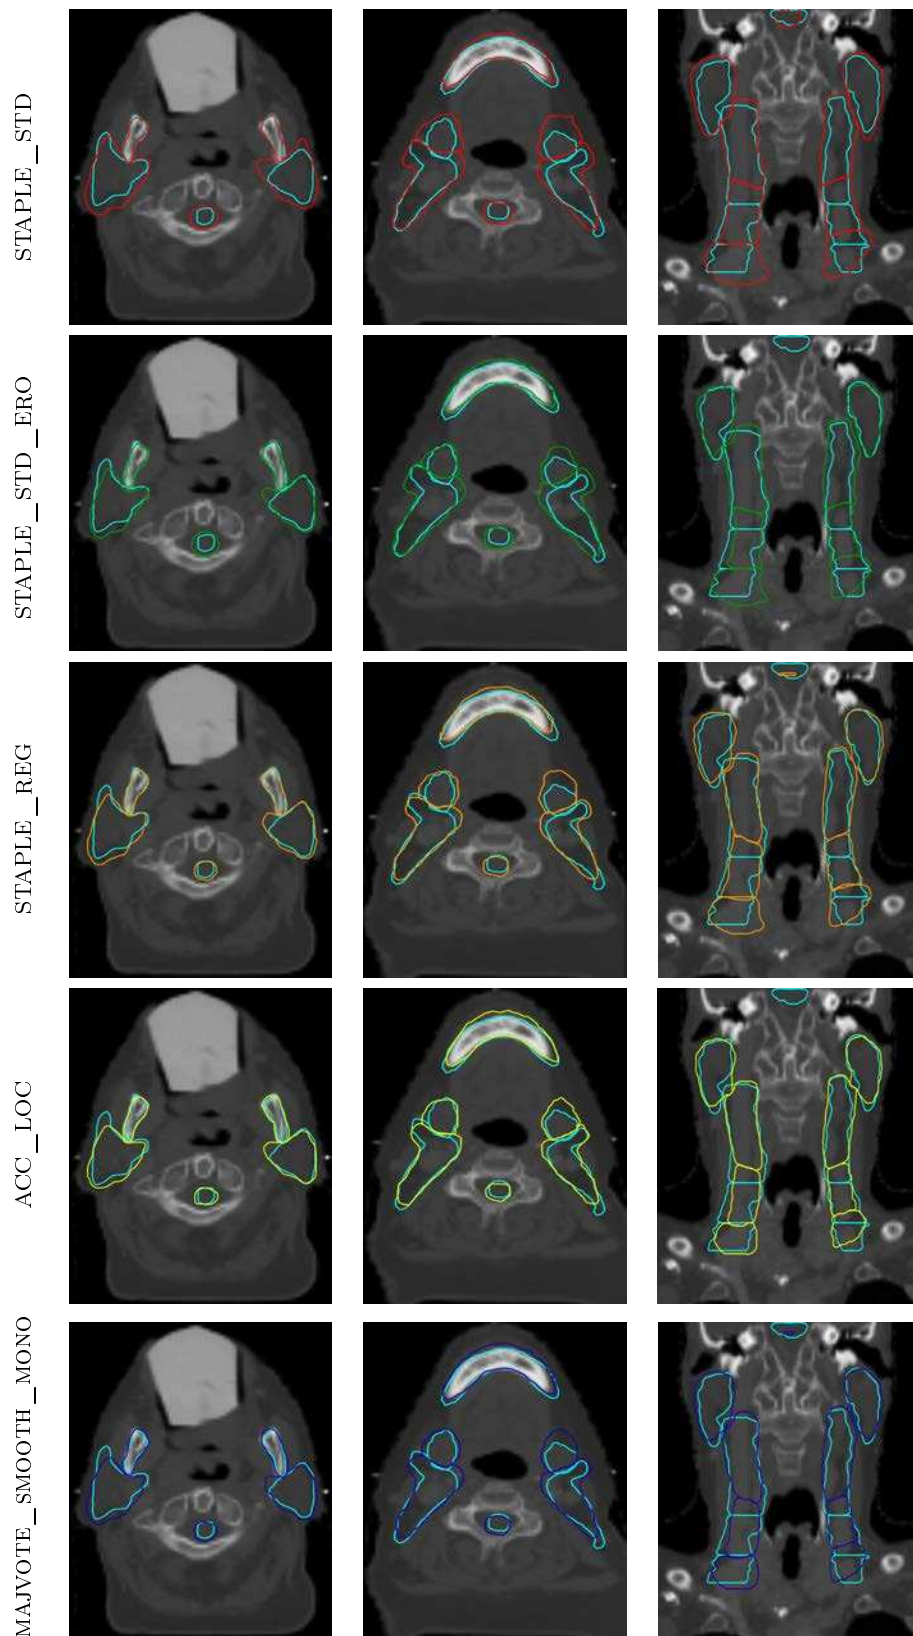 STAPLE_STD
STAPLE_STD_ERO
STAPLE_REG
ACC_LOC
MAJVOTE_SMOOTH_MONO